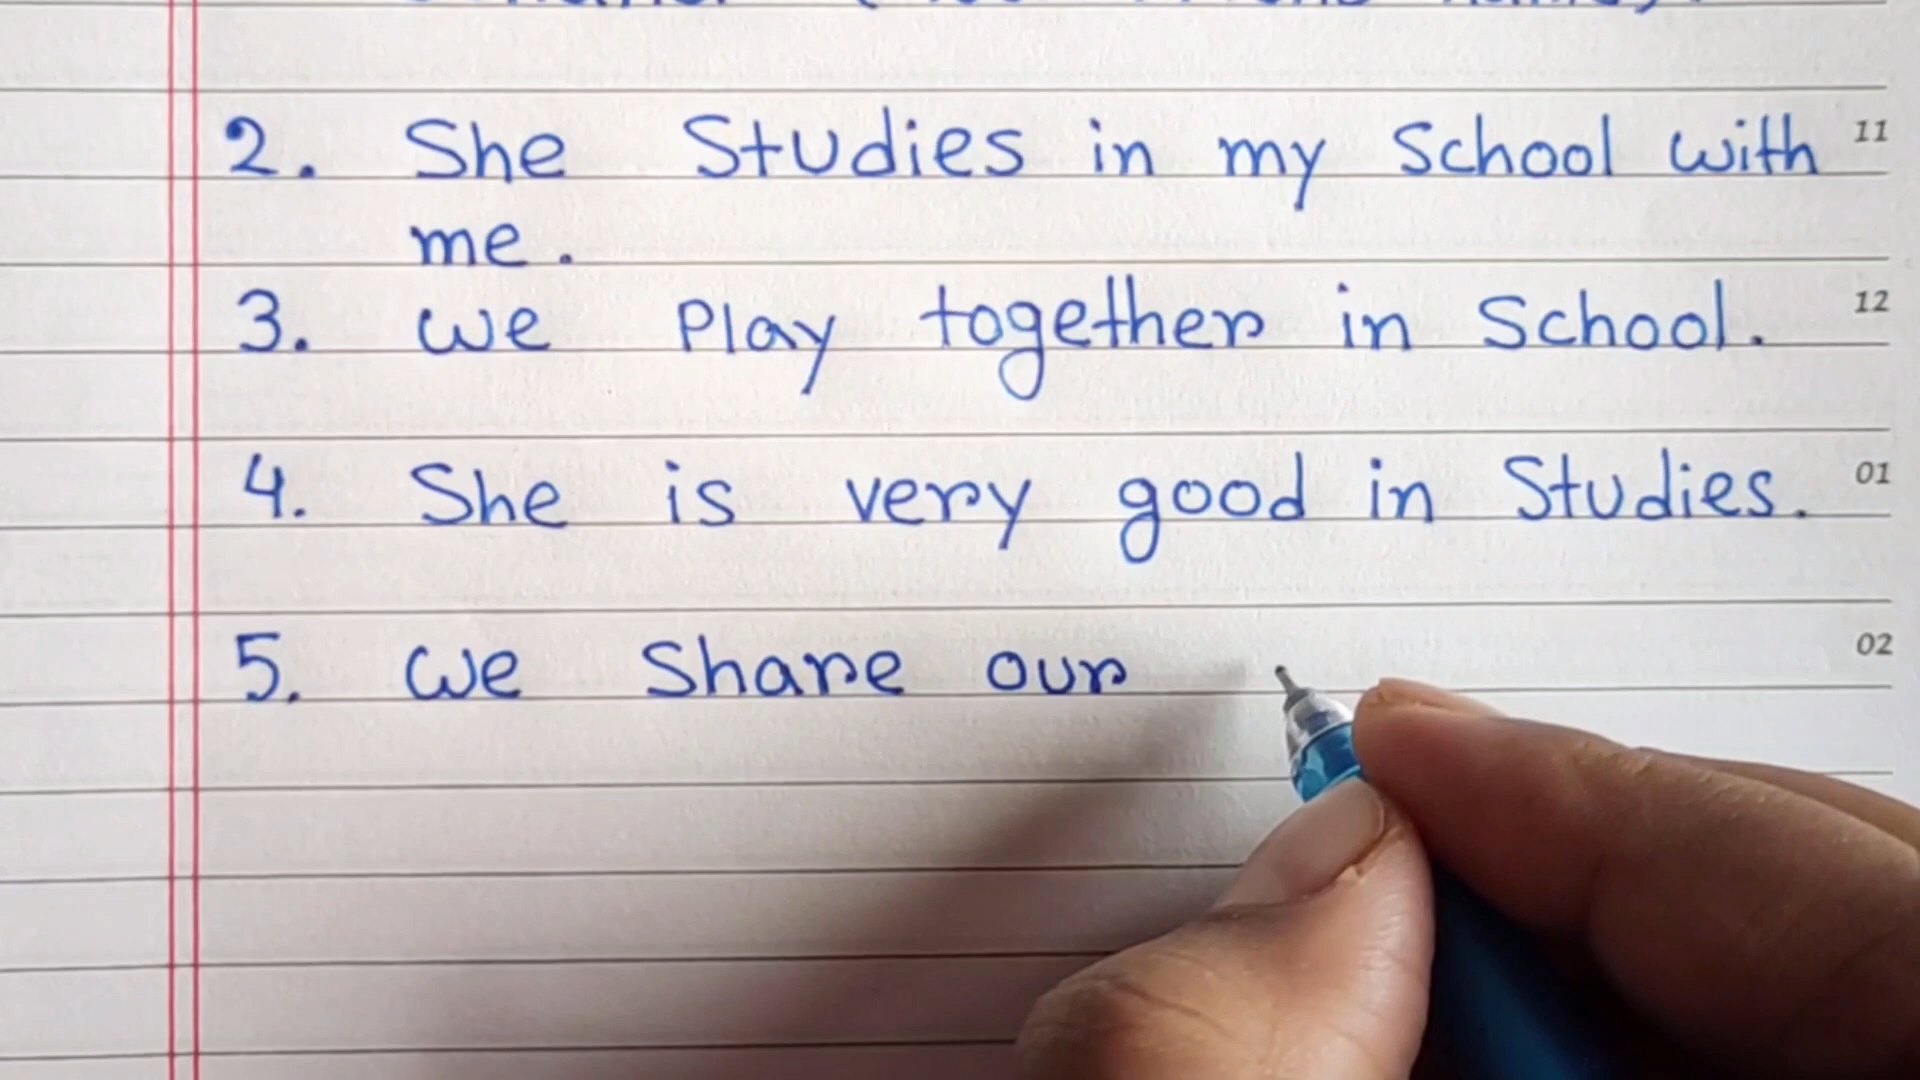 2. She Studies in my School with 11
me.
3. we Play together in School. 12
4. She is very good in Studies. 01
5. we Share our 02